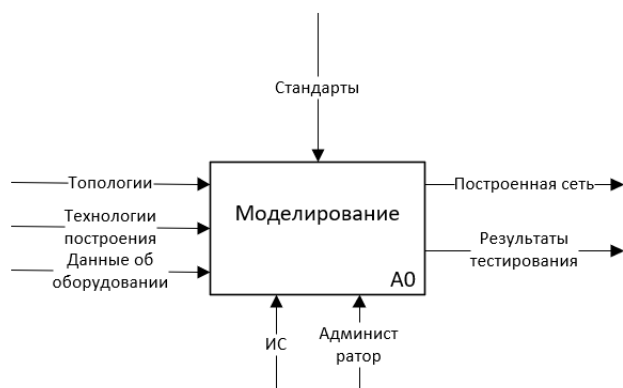 Стандарты
Топологии
Технологии
построения
Данные об
оборудовании
Моделирование
A0
Построенная сеть
Результаты
тестирования
ИС
Админист
ратор